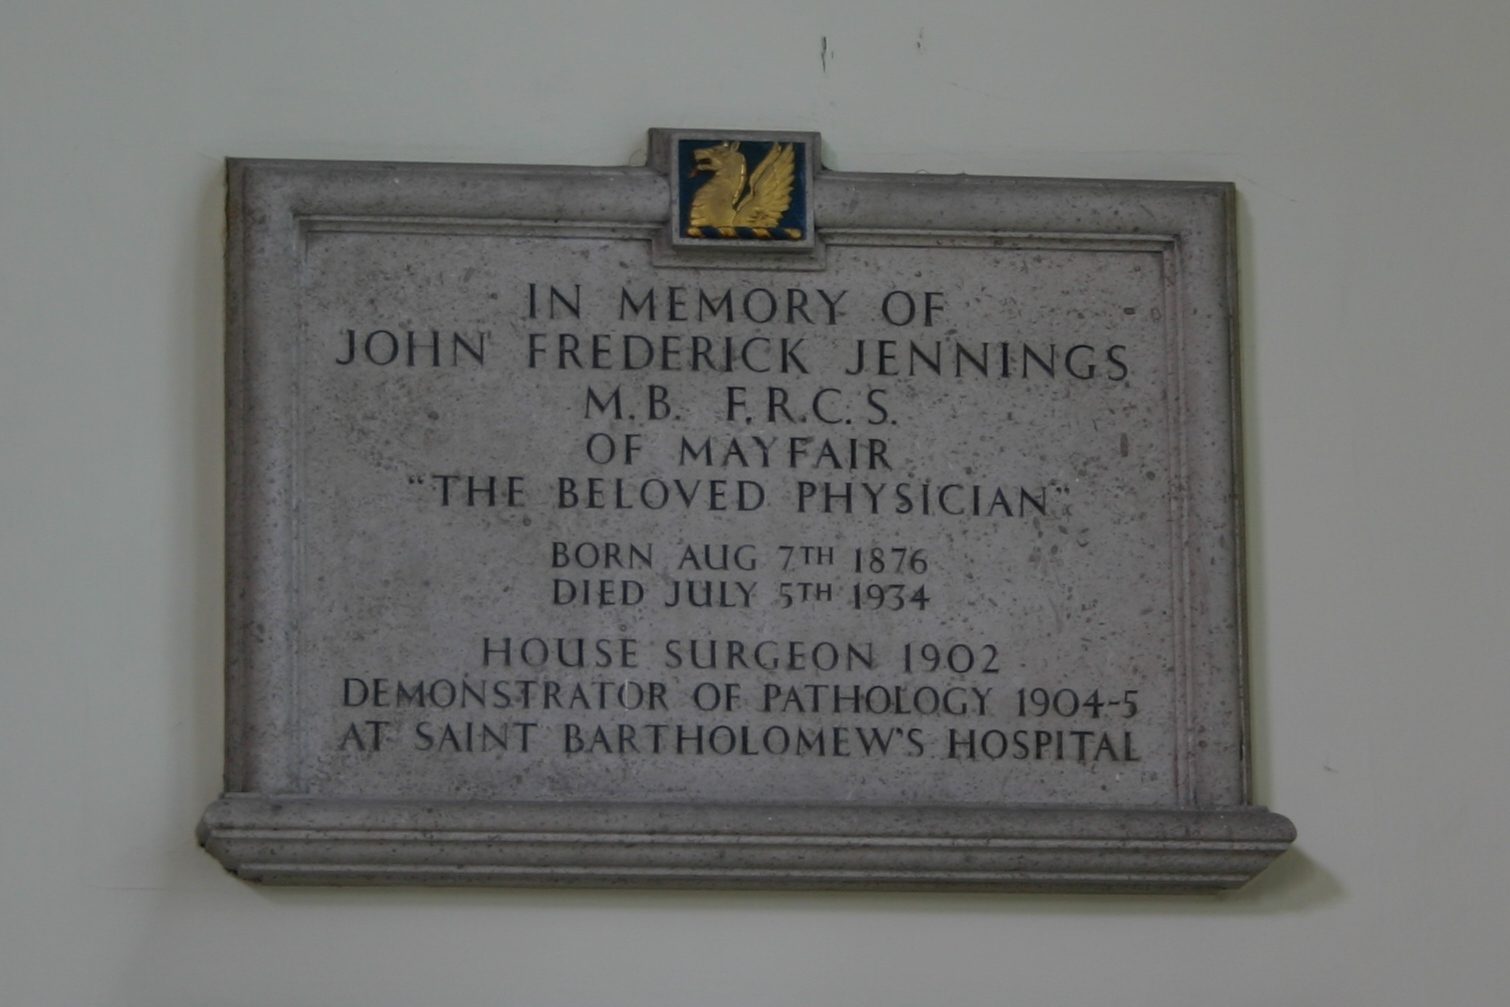 IN MEMORY OF
JOHN FREDERICK JENNINGS
M.B. F.R.C.S.
OF MAYFAIR
"THE BELOVED PHYSICIAN"
BORN AUG 7TH 1876
DIED JULY 5TH 1934
HOUSE SURGEON 1902
DEMONSTRATOR OF PATHOLOGY 1904-5
AT SAINT BARTHOLOMEW'S HOSPITAL